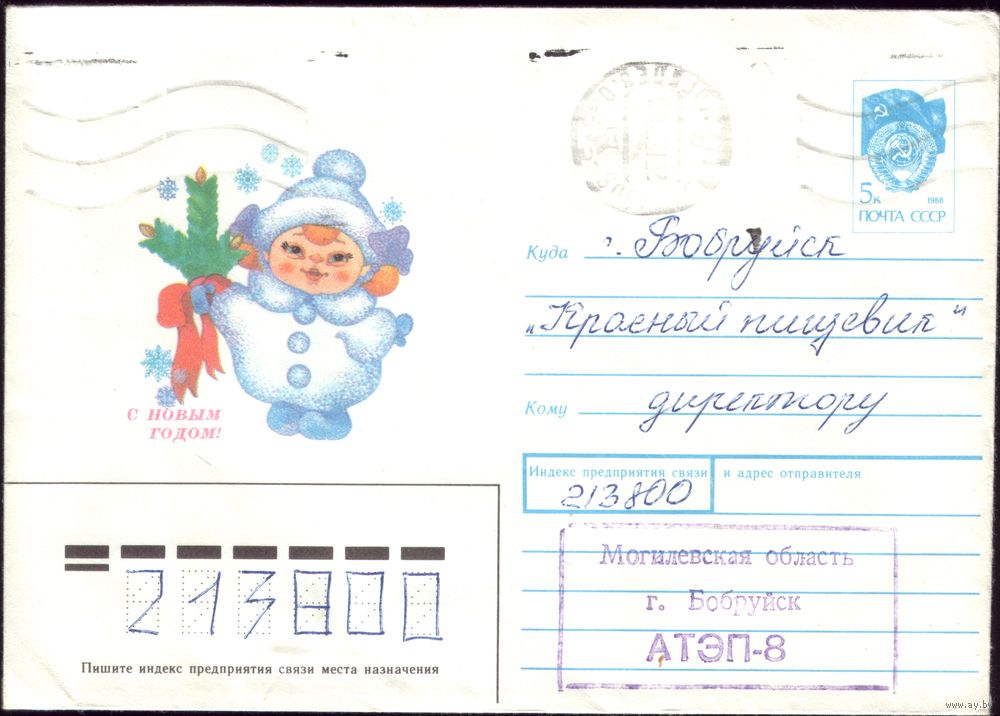 5к
1988
ПОЧТА СССР
Куда г. Бобруйск
„Красный пищевик“
Кому директору
С НОВЫМ
ГОДОМ!
Индекс предприятия связи и адрес отправителя
213800
Могилевская область
г. Бобруйск
АТЭП-8
213800
Пишите индекс предприятия связи места назначения
www.ay.by